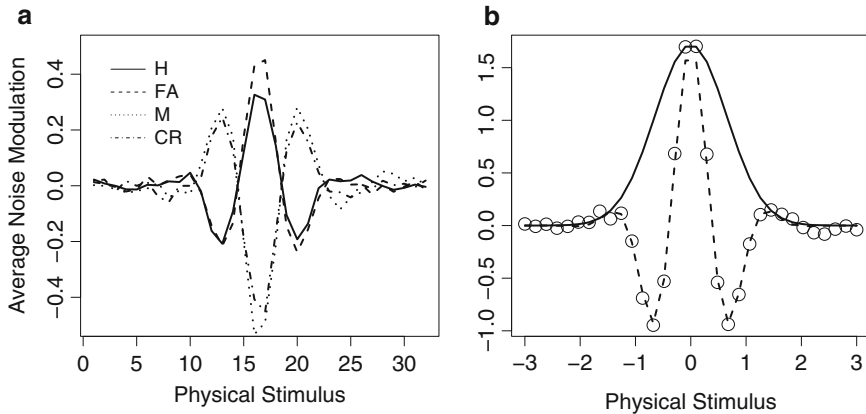 a
Average Noise Modulation
0.4
0.2
0.0
−0.2
−0.4
H
FA
M
CR
0 5 10 15 20 25 30
Physical Stimulus
b
1.5
1.0
0.5
0.0
−0.5
−1.0
−3 −2 −1 0 1 2 3
Physical Stimulus